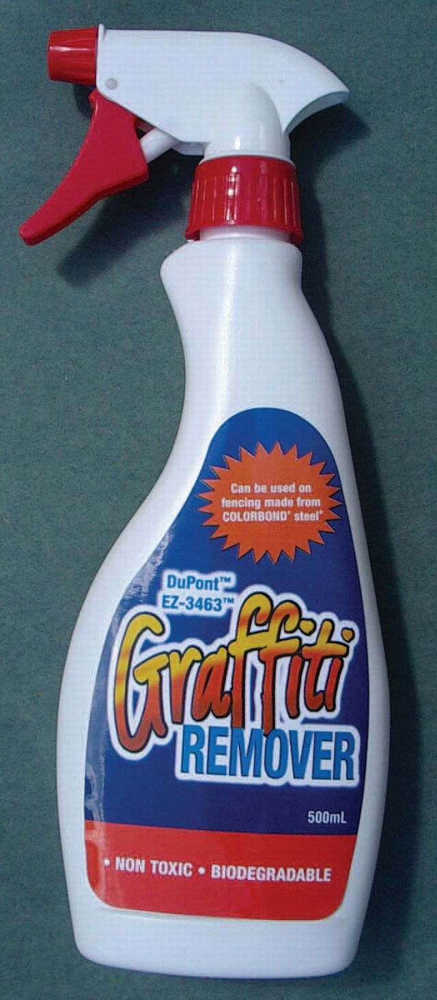 Can be used on
fencing made from
COLORBOND® steel®
DuPont™
EZ-3463™
Graffiti
REMOVER
500mL
• NON TOXIC • BIODEGRADABLE